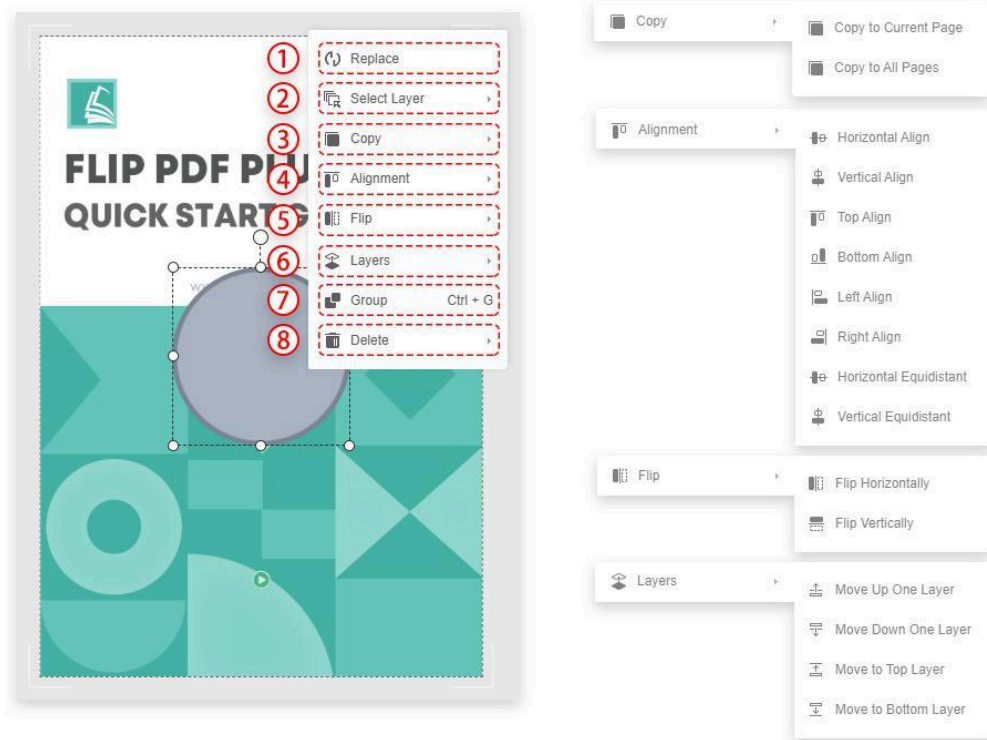 FLIP PDF PLU
QUICK START G
① Replace
② Select Layer
③ Copy
④ Alignment
⑤ Flip
⑥ Layers
⑦ Group Ctrl + G
⑧ Delete
Copy
Copy to Current Page
Copy to All Pages
Alignment
Horizontal Align
Vertical Align
Top Align
Bottom Align
Left Align
Right Align
Horizontal Equidistant
Vertical Equidistant
Flip
Flip Horizontally
Flip Vertically
Layers
Move Up One Layer
Move Down One Layer
Move to Top Layer
Move to Bottom Layer